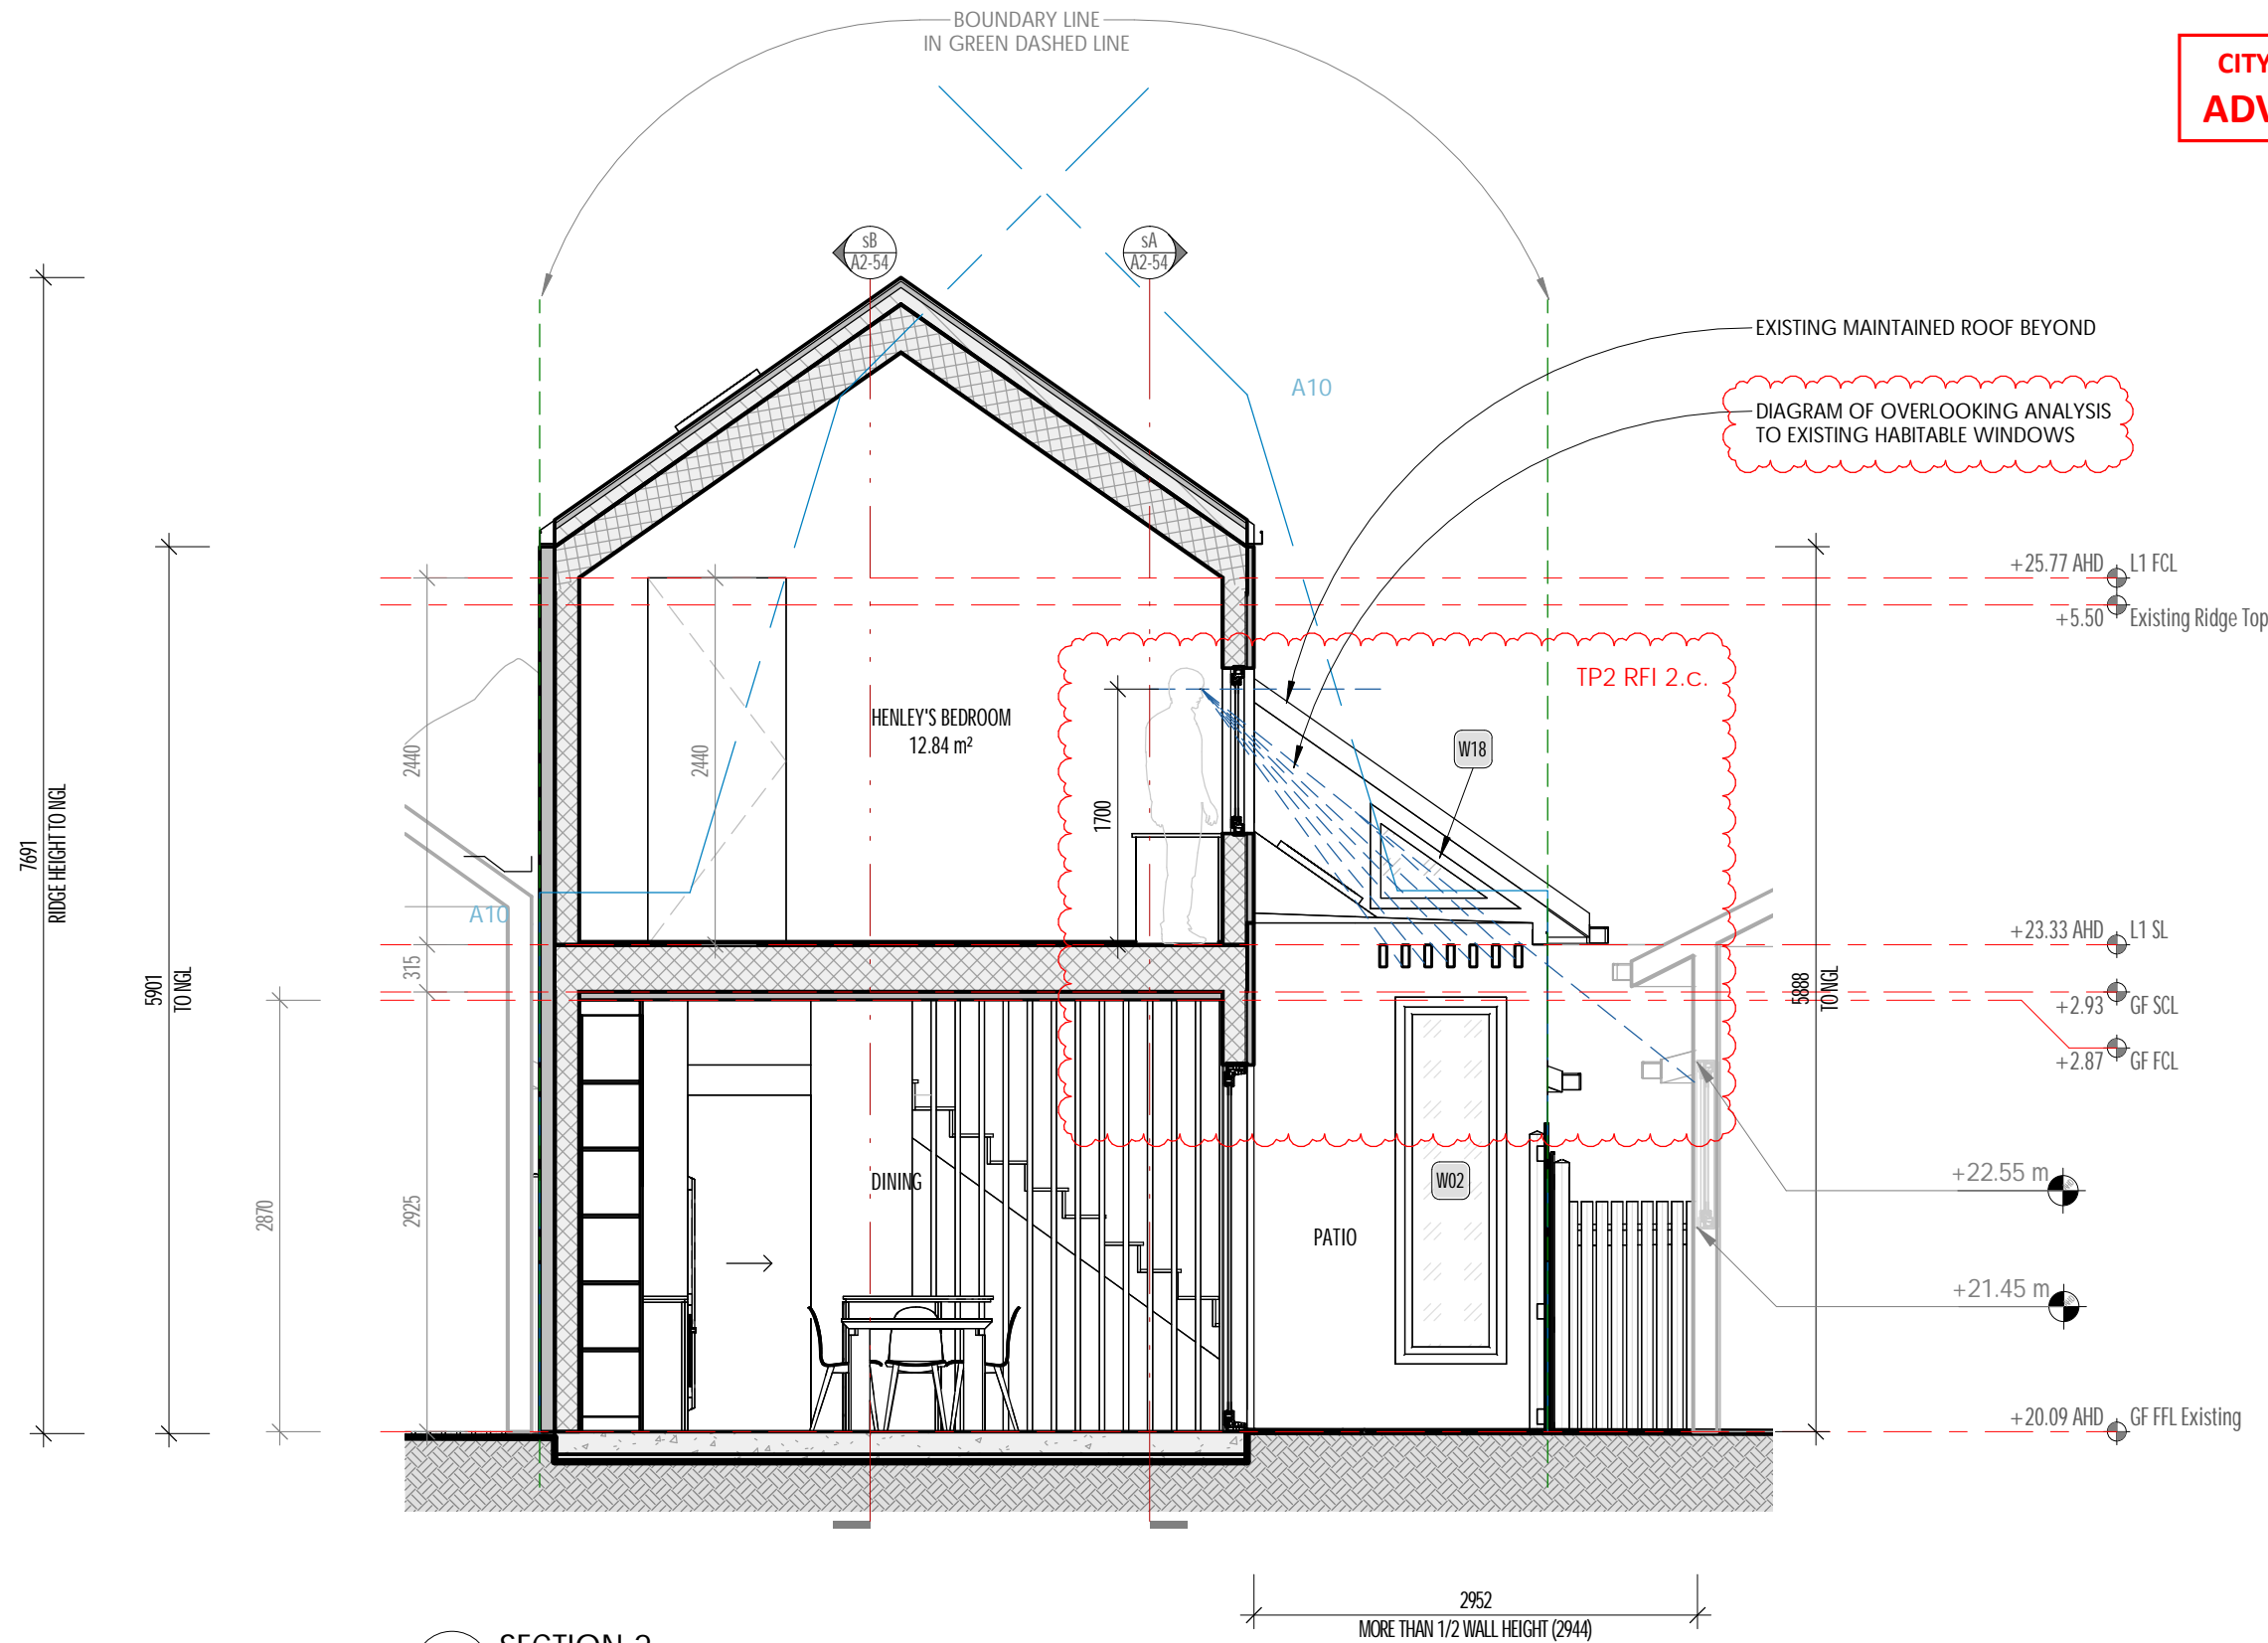 BOUNDARY LINE
IN GREEN DASHED LINE
CITY
ADV
sB
A2-54
sA
A2-54
EXISTING MAINTAINED ROOF BEYOND
A10
DIAGRAM OF OVERLOOKING ANALYSIS
TO EXISTING HABITABLE WINDOWS
+25.77 AHD L1 FCL
+5.50 Existing Ridge Top
TP2 RFI 2.c.
HENLEY'S BEDROOM
12.84 m²
W18
2440
2440
1700
7691
RIDGE HEIGHT TO NGL
A10
+23.33 AHD L1 SL
315
5901
TO NGL
5888
TO NGL
+2.93 GF SCL
+2.87 GF FCL
DINING
W02
+22.55 m
2870
2925
PATIO
+21.45 m
+20.09 AHD GF FFL Existing
2952
MORE THAN 1/2 WALL HEIGHT (2944)